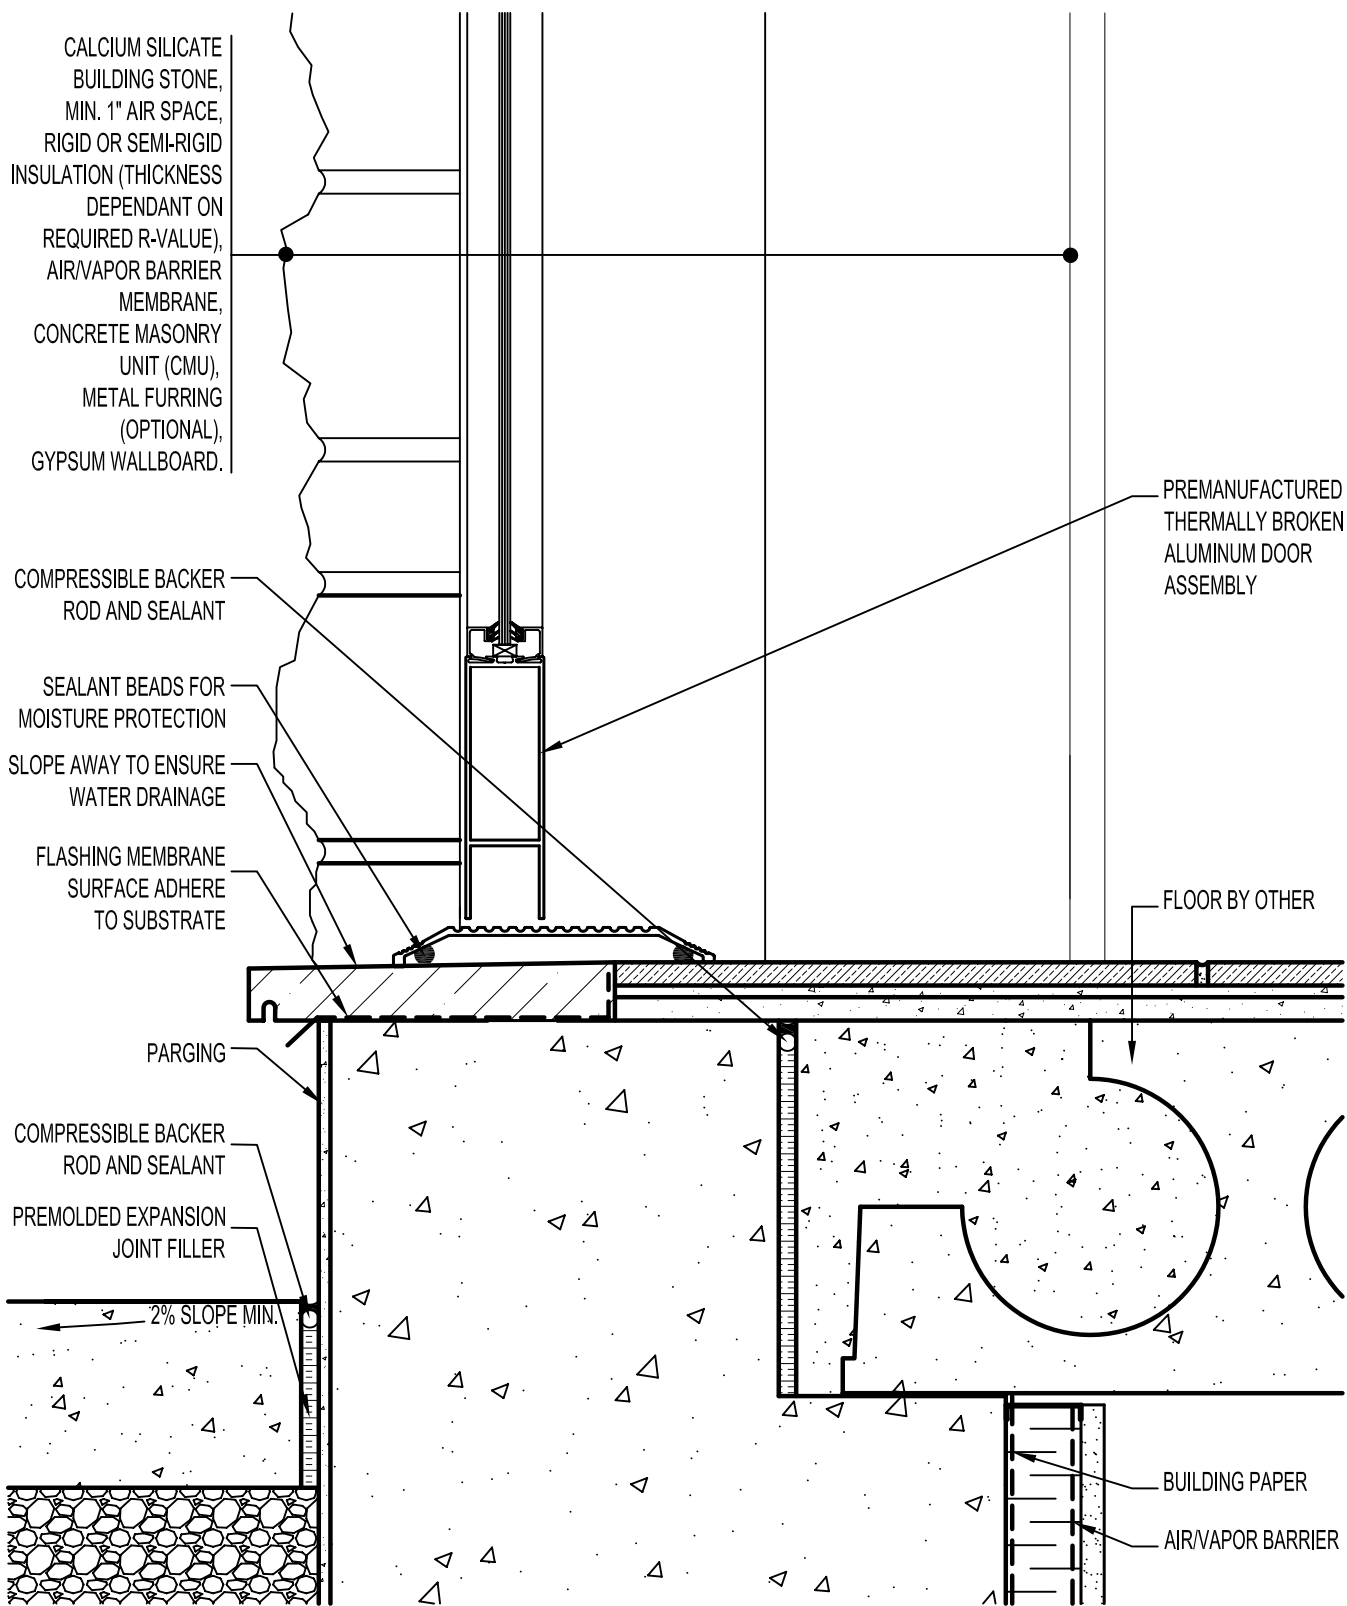 CALCIUM SILICATE
BUILDING STONE,
MIN. 1" AIR SPACE,
RIGID OR SEMI-RIGID
INSULATION (THICKNESS
DEPENDANT ON
REQUIRED R-VALUE),
AIR/VAPOR BARRIER
MEMBRANE,
CONCRETE MASONRY
UNIT (CMU),
METAL FURRING
(OPTIONAL),
GYPSUM WALLBOARD.
PREMANUFACTURED
THERMALLY BROKEN
ALUMINUM DOOR
ASSEMBLY
COMPRESSIBLE BACKER
ROD AND SEALANT
SEALANT BEADS FOR
MOISTURE PROTECTION
SLOPE AWAY TO ENSURE
WATER DRAINAGE
FLASHING MEMBRANE
SURFACE ADHERE
TO SUBSTRATE
FLOOR BY OTHER
PARGING
COMPRESSIBLE BACKER
ROD AND SEALANT
PREMOLDED EXPANSION
JOINT FILLER
2% SLOPE MIN.
BUILDING PAPER
AIR/VAPOR BARRIER